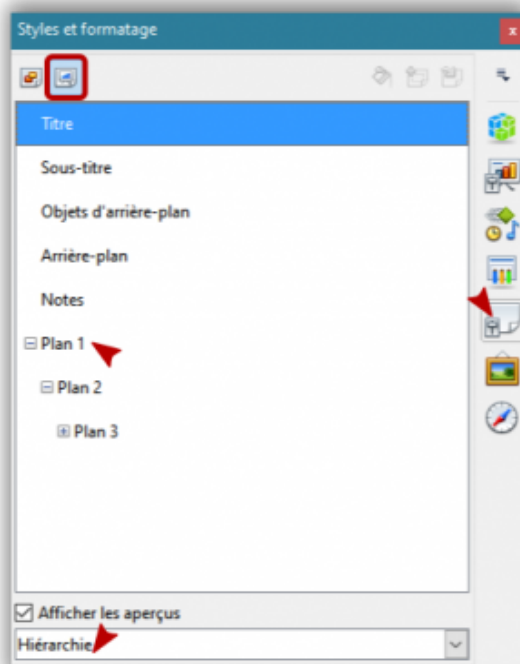 Styles et formatage
Titre
Sous-titre
Objets d'arrière-plan
Arrière-plan
Notes
Plan 1
Plan 2
Plan 3
Afficher les aperçus
Hiérarchie